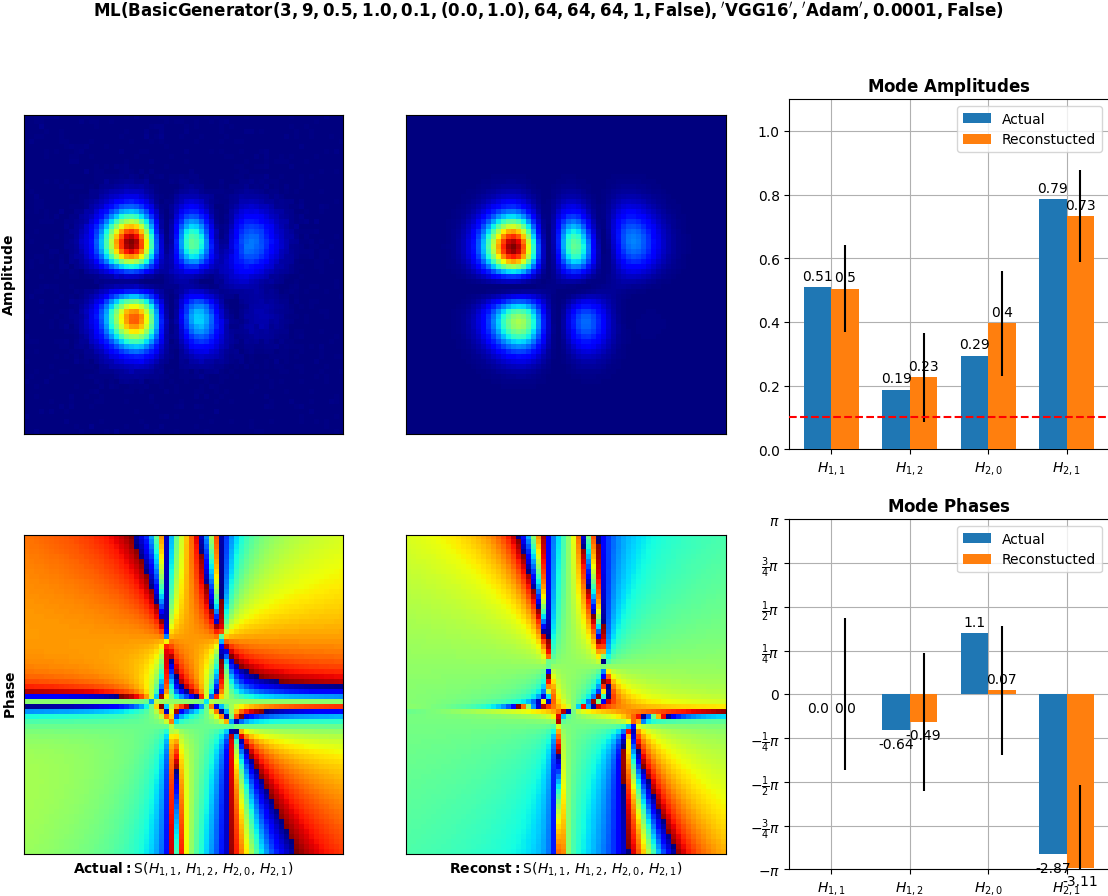 ML(BasicGenerator(3, 9, 0.5, 1.0, 0.1, (0.0, 1.0), 64, 64, 64, 1, False), ′VGG16′, ′Adam′, 0.0001, False)
Amplitude
Mode Amplitudes
Actual
Reconstucted
1.0
0.8
0.6
0.4
0.2
0.0
0.51
0.5
0.19
0.23
0.29
0.4
0.79
0.73
H1,1
H1,2
H2,0
H2,1
Phase
Actual: S(H1,1, H1,2, H2,0, H2,1)
Reconst: S(H1,1, H1,2, H2,0, H2,1)
Mode Phases
Actual
Reconstucted
π
3/4 π
1/2 π
1/4 π
0
−1/4 π
−1/2 π
−3/4 π
−π
0.0
0.0
-0.64
-0.49
1.1
0.07
-2.87
-3.11
H1,1
H1,2
H2,0
H2,1